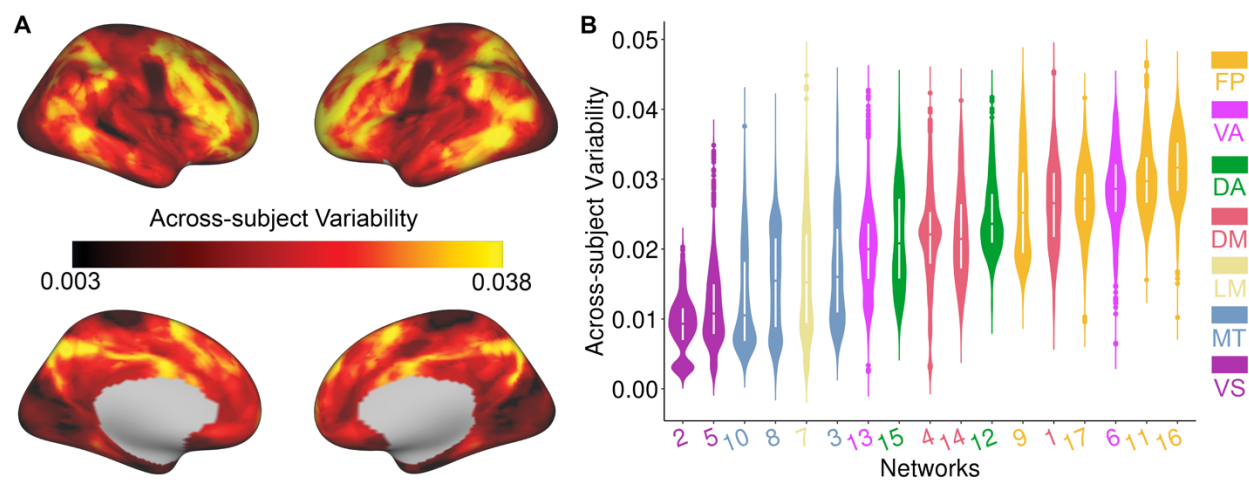 A
Across-subject Variability
0.003
0.038
B
Across-subject Variability
0.05
0.04
0.03
0.02
0.01
0.00
2 5 10 8 7 3 13 15 4 14 12 9 1 17 6 11 16
Networks
FP
VA
DA
DM
LM
MT
VS